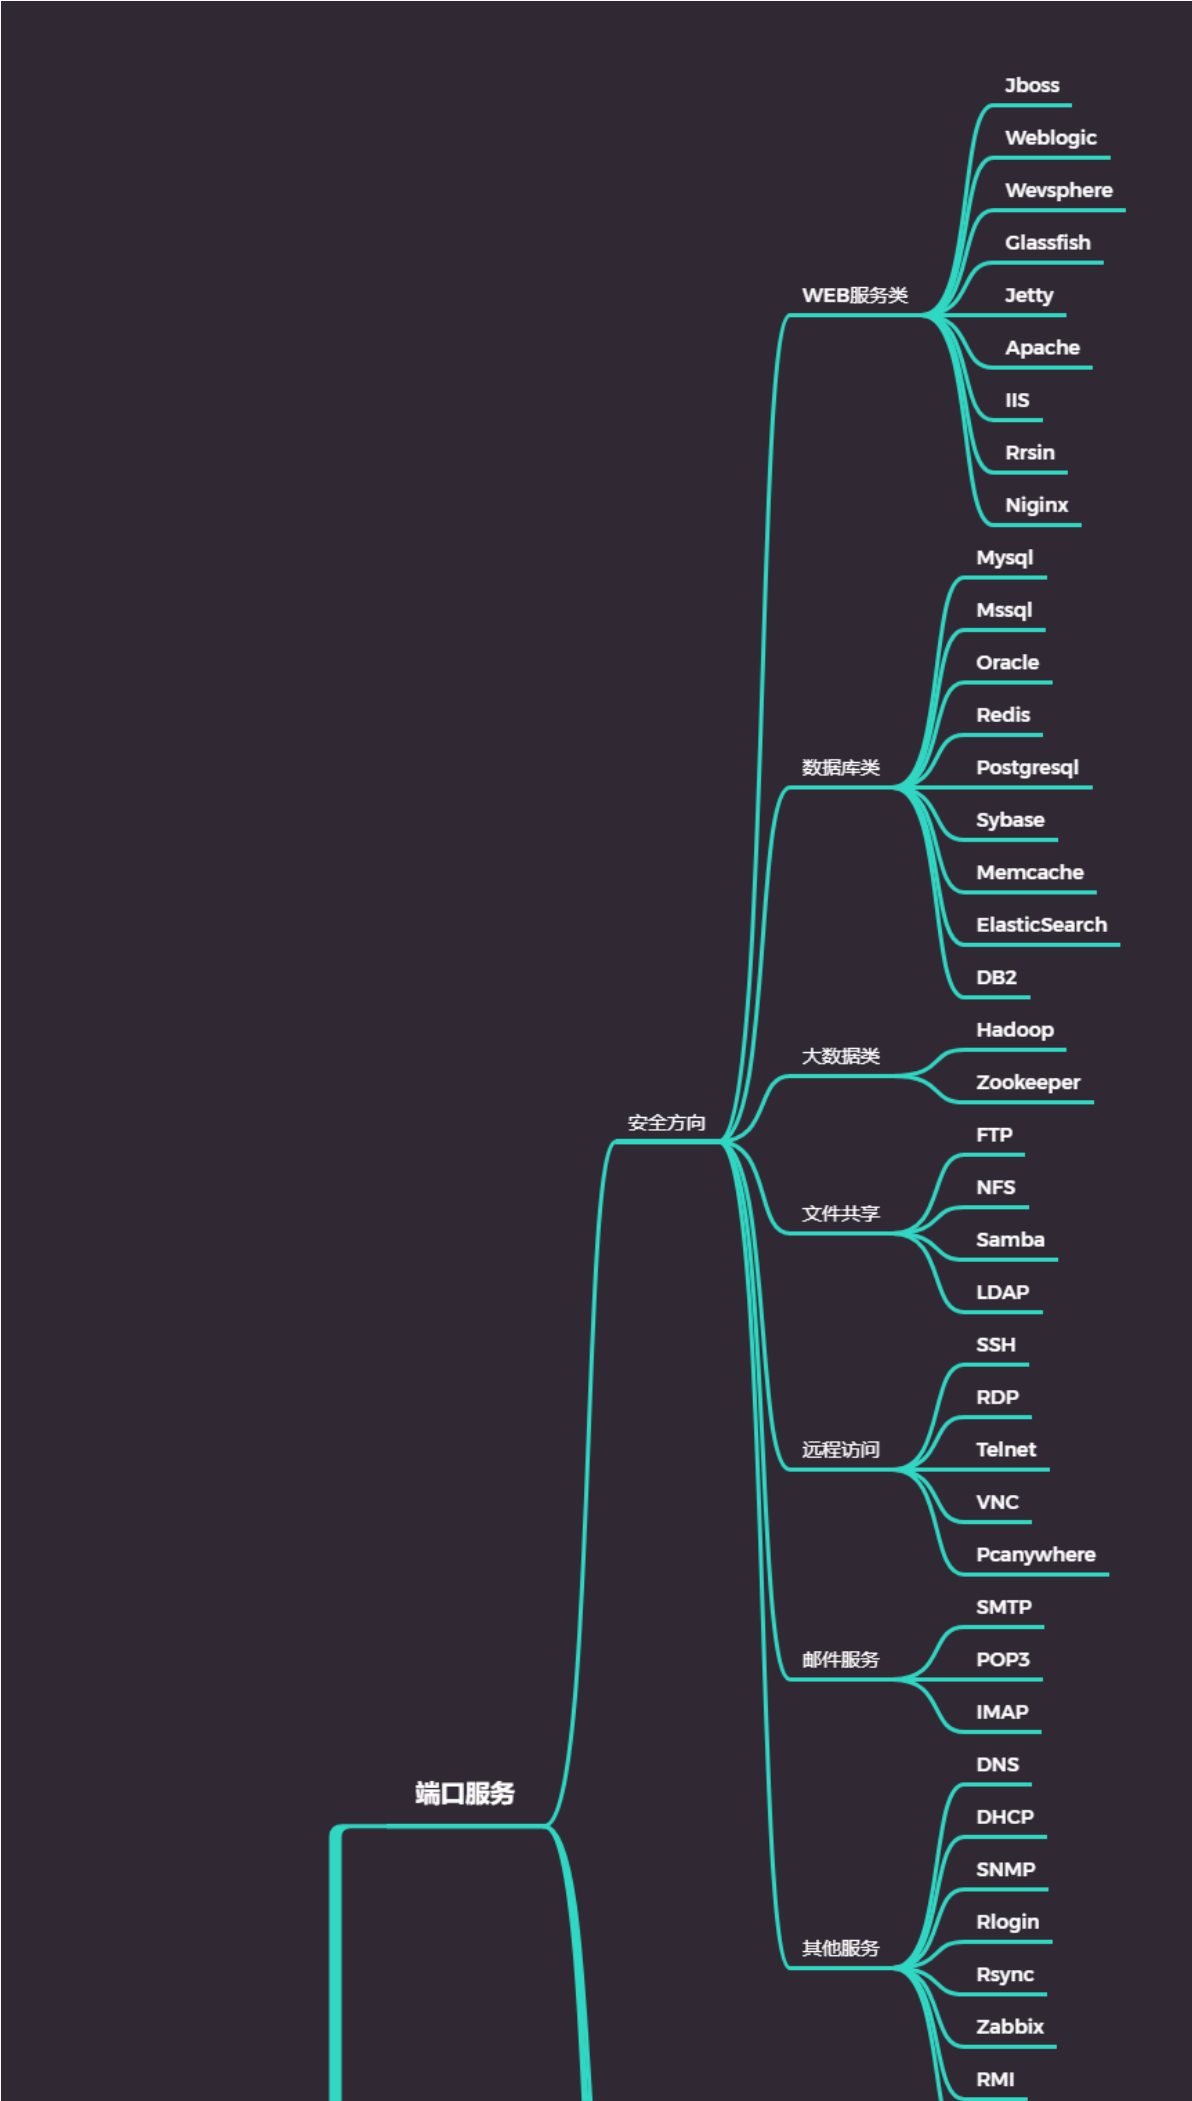 Jboss
Weblogic
Wevsphere
Glassfish
WEB服务类
Jetty
Apache
IIS
Rrsin
Niginx
Mysql
Mssql
Oracle
Redis
数据库类
Postgresql
Sybase
Memcache
ElasticSearch
DB2
Hadoop
大数据类
Zookeeper
安全方向
FTP
NFS
文件共享
Samba
LDAP
SSH
RDP
远程访问
Telnet
VNC
Pcanywhere
SMTP
邮件服务
POP3
IMAP
DNS
端口服务
DHCP
SNMP
Rlogin
其他服务
Rsync
Zabbix
RMI